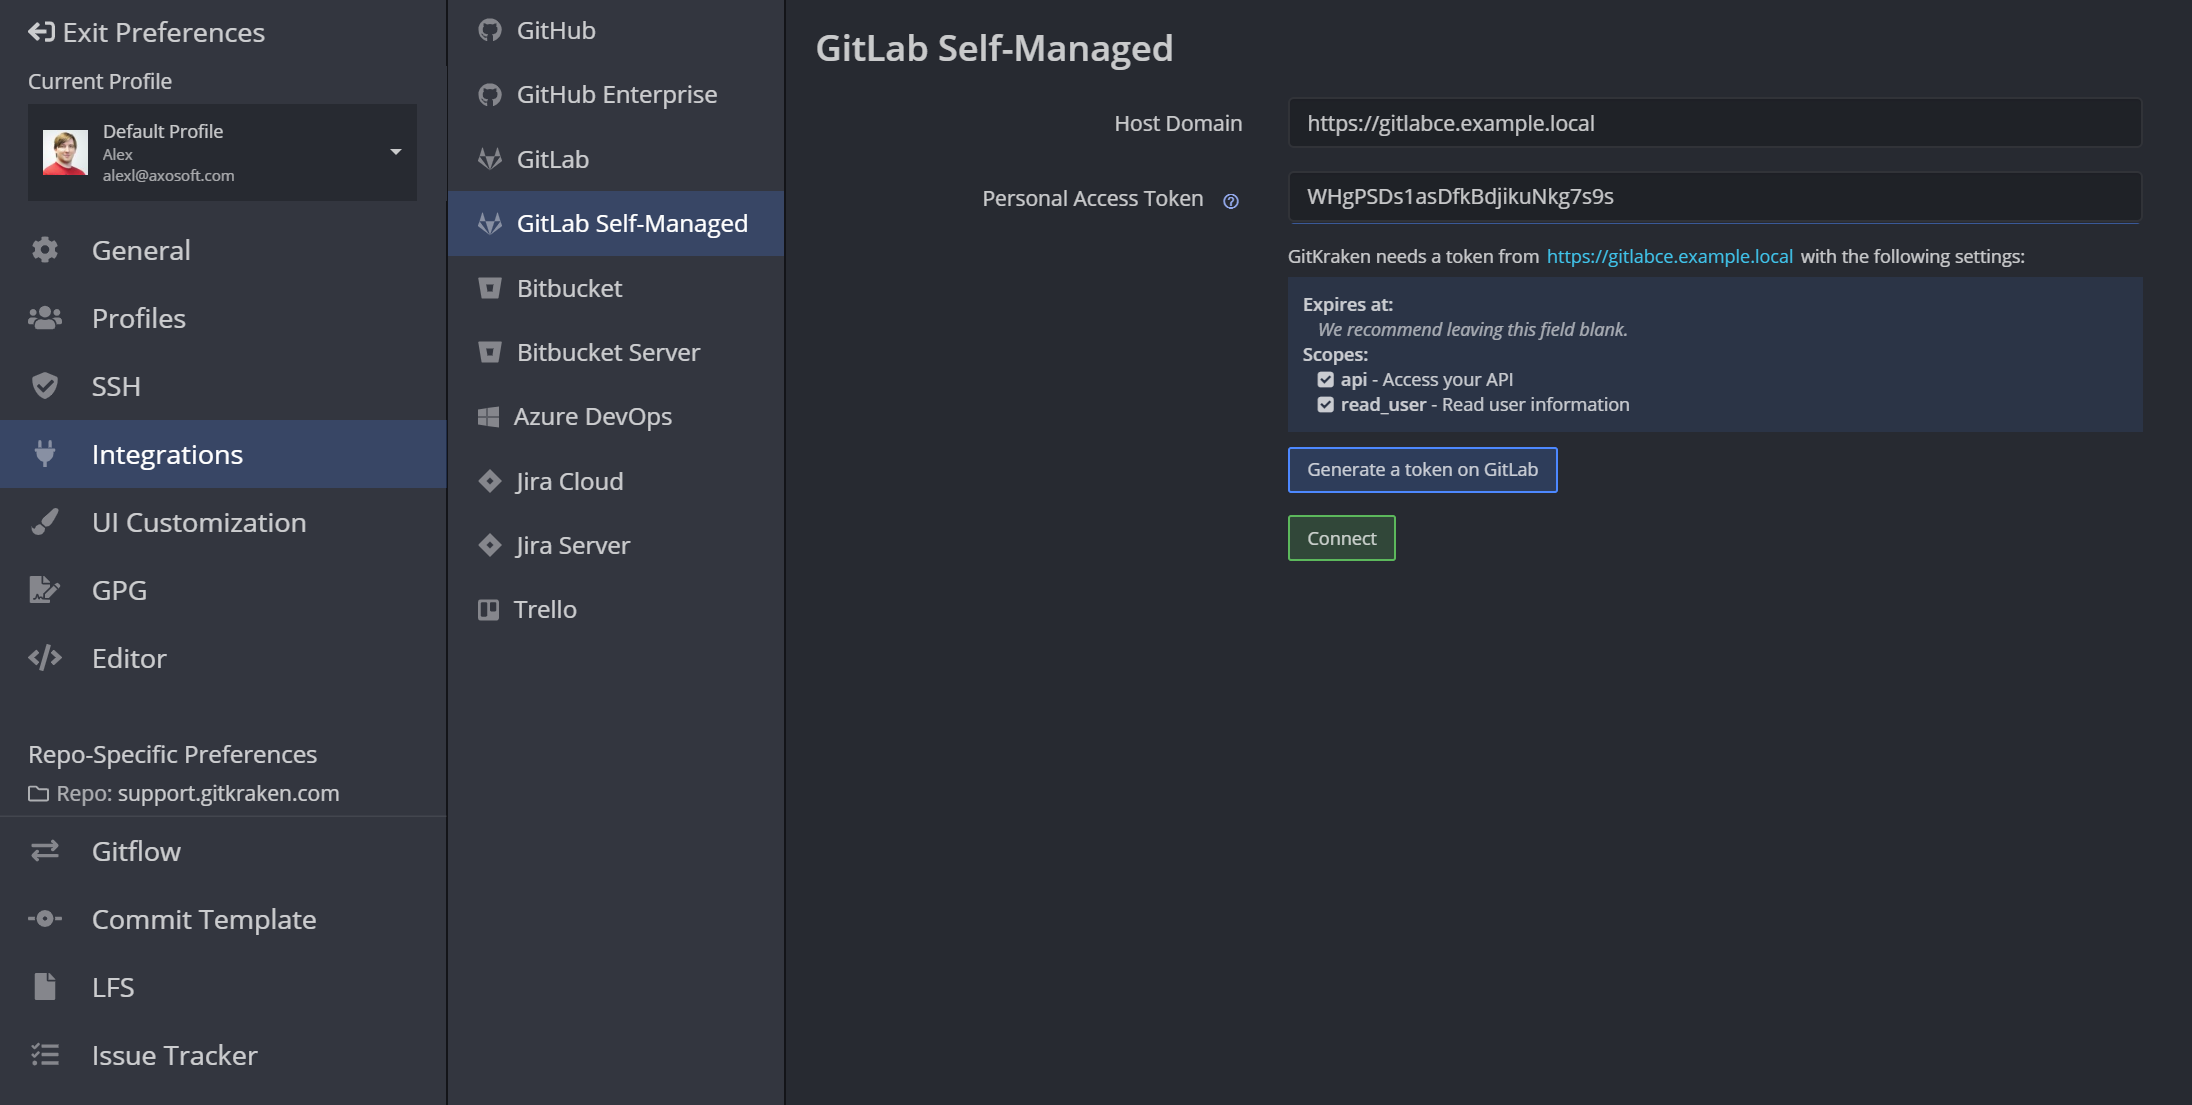 Exit Preferences
Current Profile
Default Profile
Alex
alexl@axosoft.com
General
Profiles
SSH
Integrations
UI Customization
GPG
Editor
Repo-Specific Preferences
Repo: support.gitkraken.com
Gitflow
Commit Template
LFS
Issue Tracker
GitHub
GitHub Enterprise
GitLab
GitLab Self-Managed
Bitbucket
Bitbucket Server
Azure DevOps
Jira Cloud
Jira Server
Trello
GitLab Self-Managed
Host Domain https://gitlabce.example.local
Personal Access Token WHgPSDs1asDfkBdjikuNkg7s9s
GitKraken needs a token from https://gitlabce.example.local with the following settings:
Expires at:
We recommend leaving this field blank.
Scopes:
api - Access your API
read_user - Read user information
Generate a token on GitLab
Connect